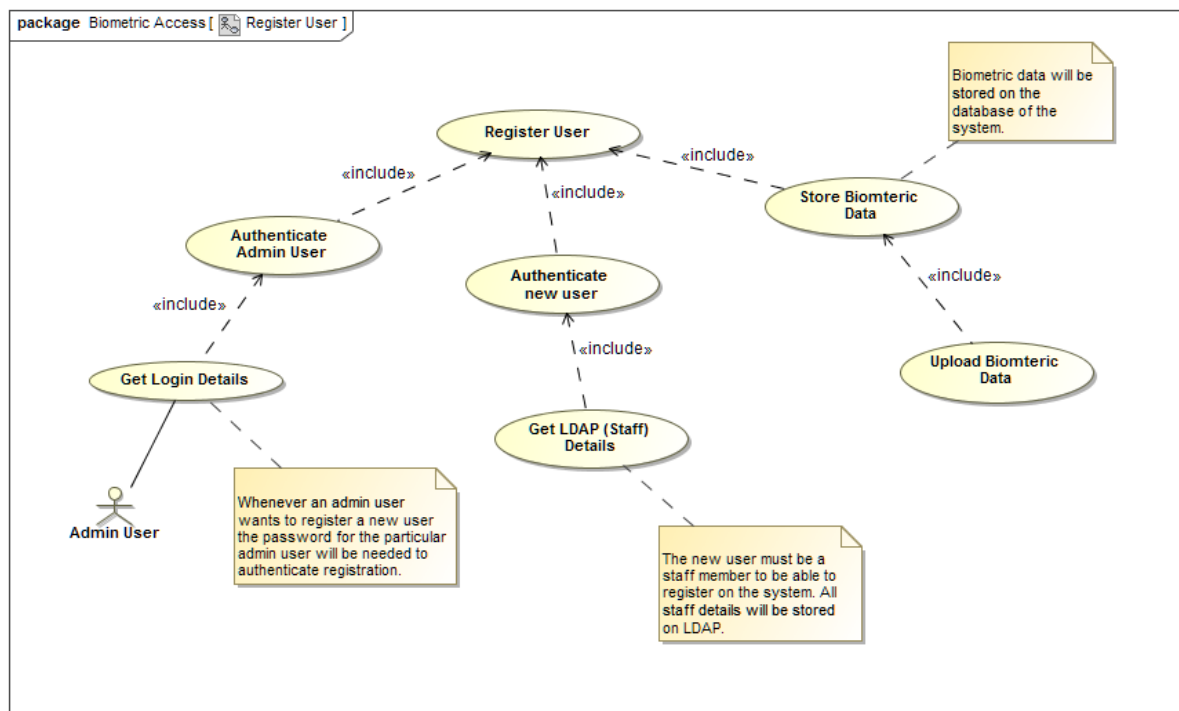 package Biometric Access [ Register User ]
Biometric data will be
stored on the
database of the
system.
Register User
«include»
«include»
«include»
Store Biomteric
Data
Authenticate
Admin User
Authenticate
new user
«include»
«include»
«include»
Upload Biomteric
Data
Get Login Details
Get LDAP (Staff)
Details
Whenever an admin user
wants to register a new user
the password for the particular
admin user will be needed to
authenticate registration.
Admin User
The new user must be a
staff member to be able to
register on the system. All
staff details will be stored
on LDAP.